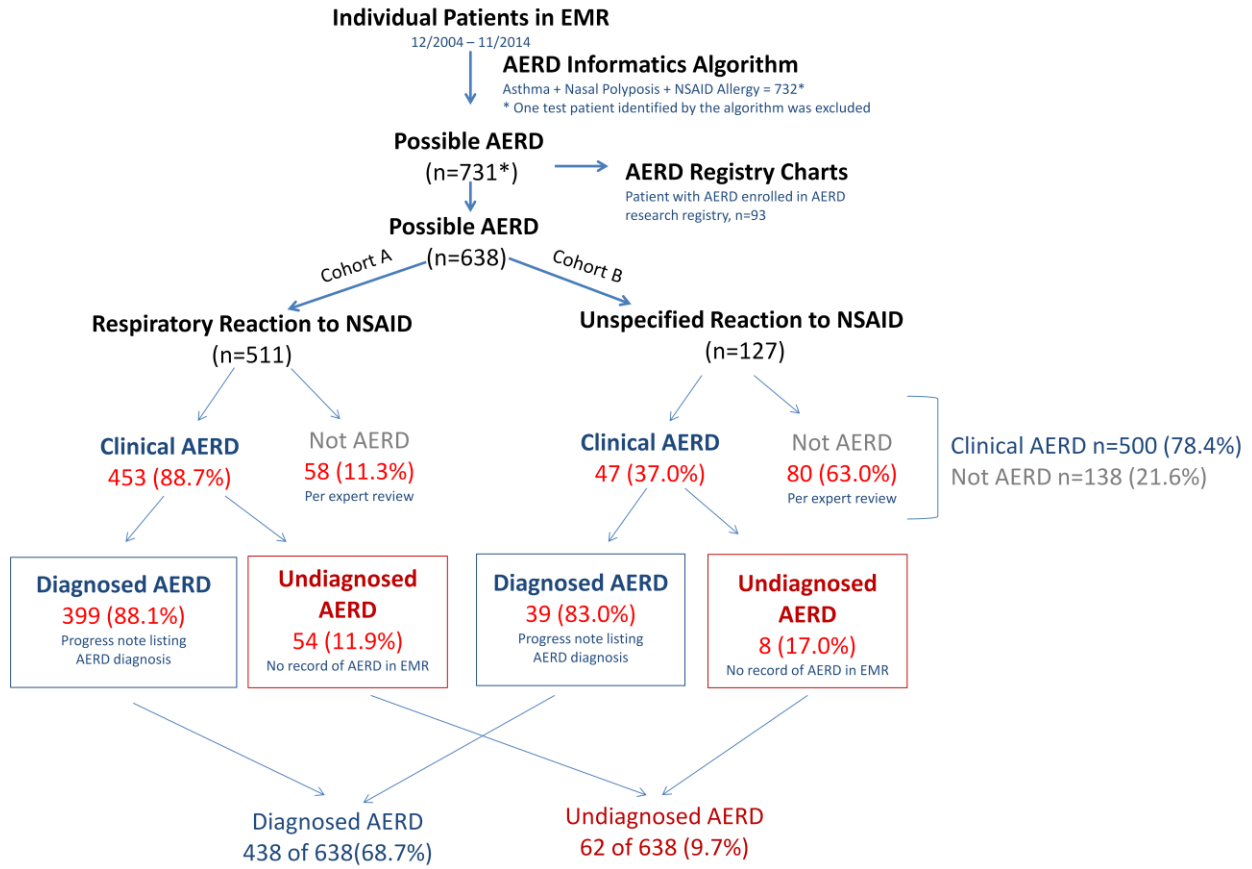 Individual Patients in EMR
12/2004 – 11/2014
AERD Informatics Algorithm
Asthma + Nasal Polyposis + NSAID Allergy = 732*
* One test patient identified by the algorithm was excluded
Possible AERD
(n=731*)
AERD Registry Charts
Patient with AERD enrolled in AERD
research registry, n=93
Possible AERD
(n=638)
Cohort A
Cohort B
Respiratory Reaction to NSAID
(n=511)
Unspecified Reaction to NSAID
(n=127)
Clinical AERD
453 (88.7%)
Not AERD
58 (11.3%)
Per expert review
Clinical AERD
47 (37.0%)
Not AERD
80 (63.0%)
Per expert review
Clinical AERD n=500 (78.4%)
Not AERD n=138 (21.6%)
Diagnosed AERD
399 (88.1%)
Progress note listing
AERD diagnosis
Undiagnosed
AERD
54 (11.9%)
No record of AERD in EMR
Diagnosed AERD
39 (83.0%)
Progress note listing
AERD diagnosis
Undiagnosed
AERD
8 (17.0%)
No record of AERD in EMR
Diagnosed AERD
438 of 638(68.7%)
Undiagnosed AERD
62 of 638 (9.7%)